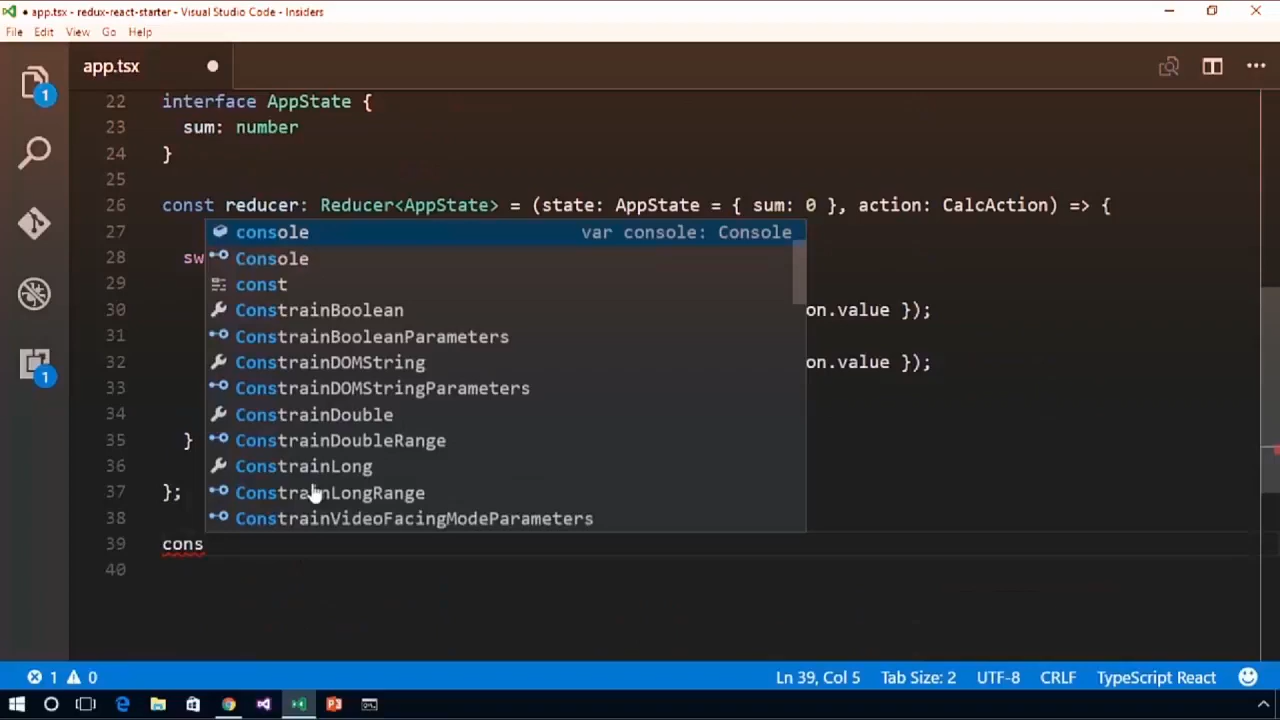 ● app.tsx - redux-react-starter - Visual Studio Code - Insiders
File Edit View Go Help
app.tsx
1
22 interface AppState {
23 sum: number
24 }
25
26 const reducer: Reducer<AppState> = (state: AppState = { sum: 0 }, action: CalcAction) => {
27 console var console: Console
28 sw Console
29 const
30 ConstrainBoolean on.value });
31 ConstrainBooleanParameters
32 ConstrainDOMString on.value });
33 ConstrainDOMStringParameters
34 ConstrainDouble
35 } ConstrainDoubleRange
36 ConstrainLong
37 }; ConstrainLongRange
38 ConstrainVideoFacingModeParameters
39 cons
40
1
1 0 Ln 39, Col 5 Tab Size: 2 UTF-8 CRLF TypeScript React